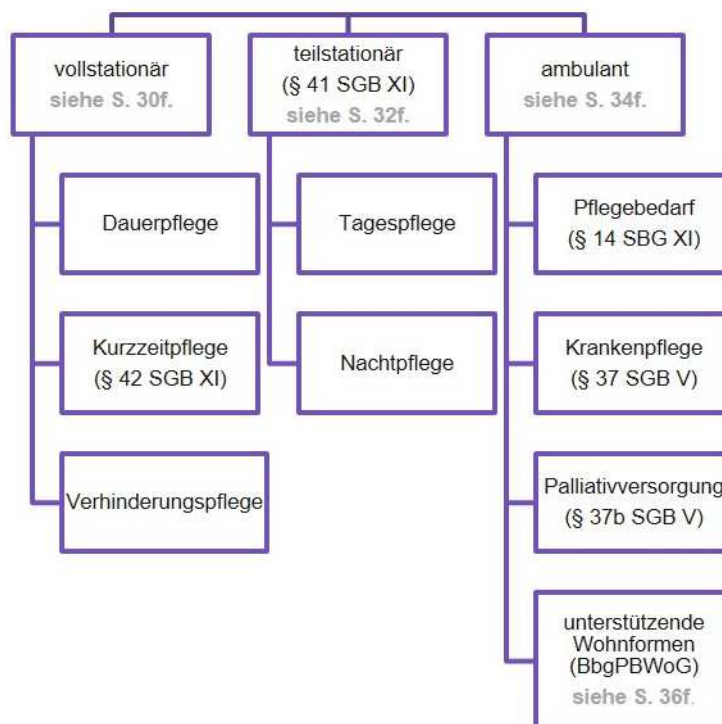 vollstationär
siehe S. 30f.
teilstationär
(§ 41 SGB XI)
siehe S. 32f.
ambulant
siehe S. 34f.
Dauerpflege
Kurzzeitpflege
(§ 42 SGB XI)
Verhinderungspflege
Tagespflege
Nachtpflege
Pflegebedarf
(§ 14 SBG XI)
Krankenpflege
(§ 37 SGB V)
Palliativversorgung
(§ 37b SGB V)
unterstützende
Wohnformen
(BbgPBWoG)
siehe S. 36f.